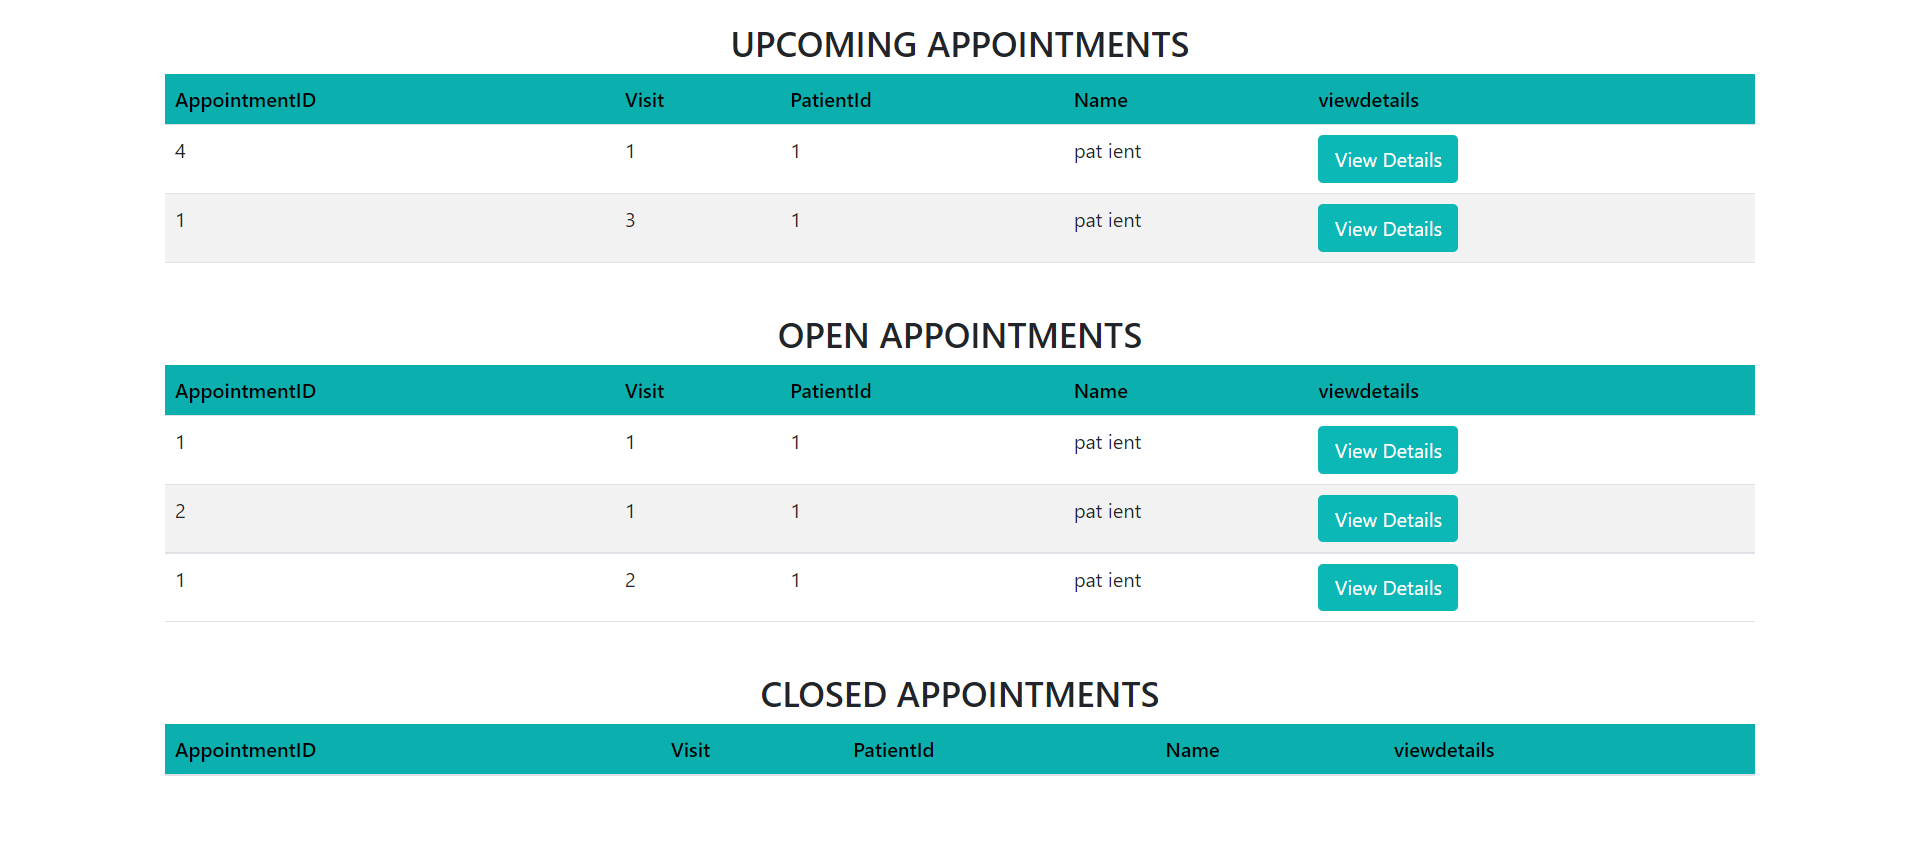 UPCOMING APPOINTMENTS
AppointmentID Visit PatientId Name viewdetails
4 1 1 pat ient View Details
1 3 1 pat ient View Details
OPEN APPOINTMENTS
AppointmentID Visit PatientId Name viewdetails
1 1 1 pat ient View Details
2 1 1 pat ient View Details
1 2 1 pat ient View Details
CLOSED APPOINTMENTS
AppointmentID Visit PatientId Name viewdetails